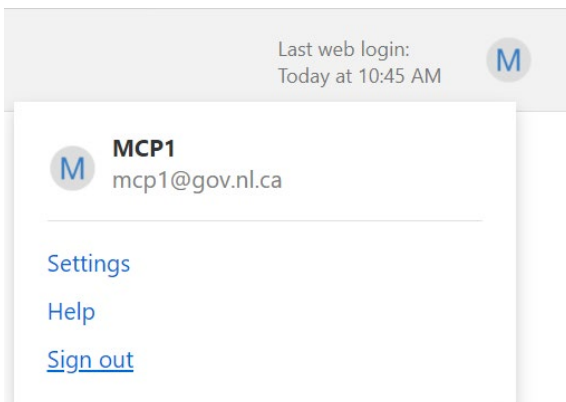 Last web login:
Today at 10:45 AM
M
M
MCP1
mcp1@gov.nl.ca
Settings
Help
Sign out